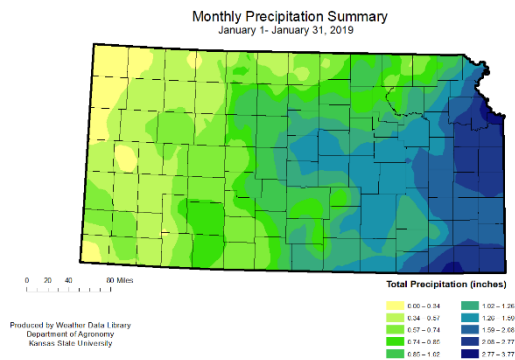 Monthly Precipitation Summary
January 1- January 31, 2019
0 20 40 80 Miles
Total Precipitation (inches)
0.00 – 0.34
0.34 – 0.57
0.57 – 0.74
0.74 – 0.85
0.85 – 1.02
1.02 – 1.26
1.26 – 1.59
1.59 – 2.08
2.08 – 2.77
2.77 – 3.77
Produced by Weather Data Library
Department of Agronomy
Kansas State University